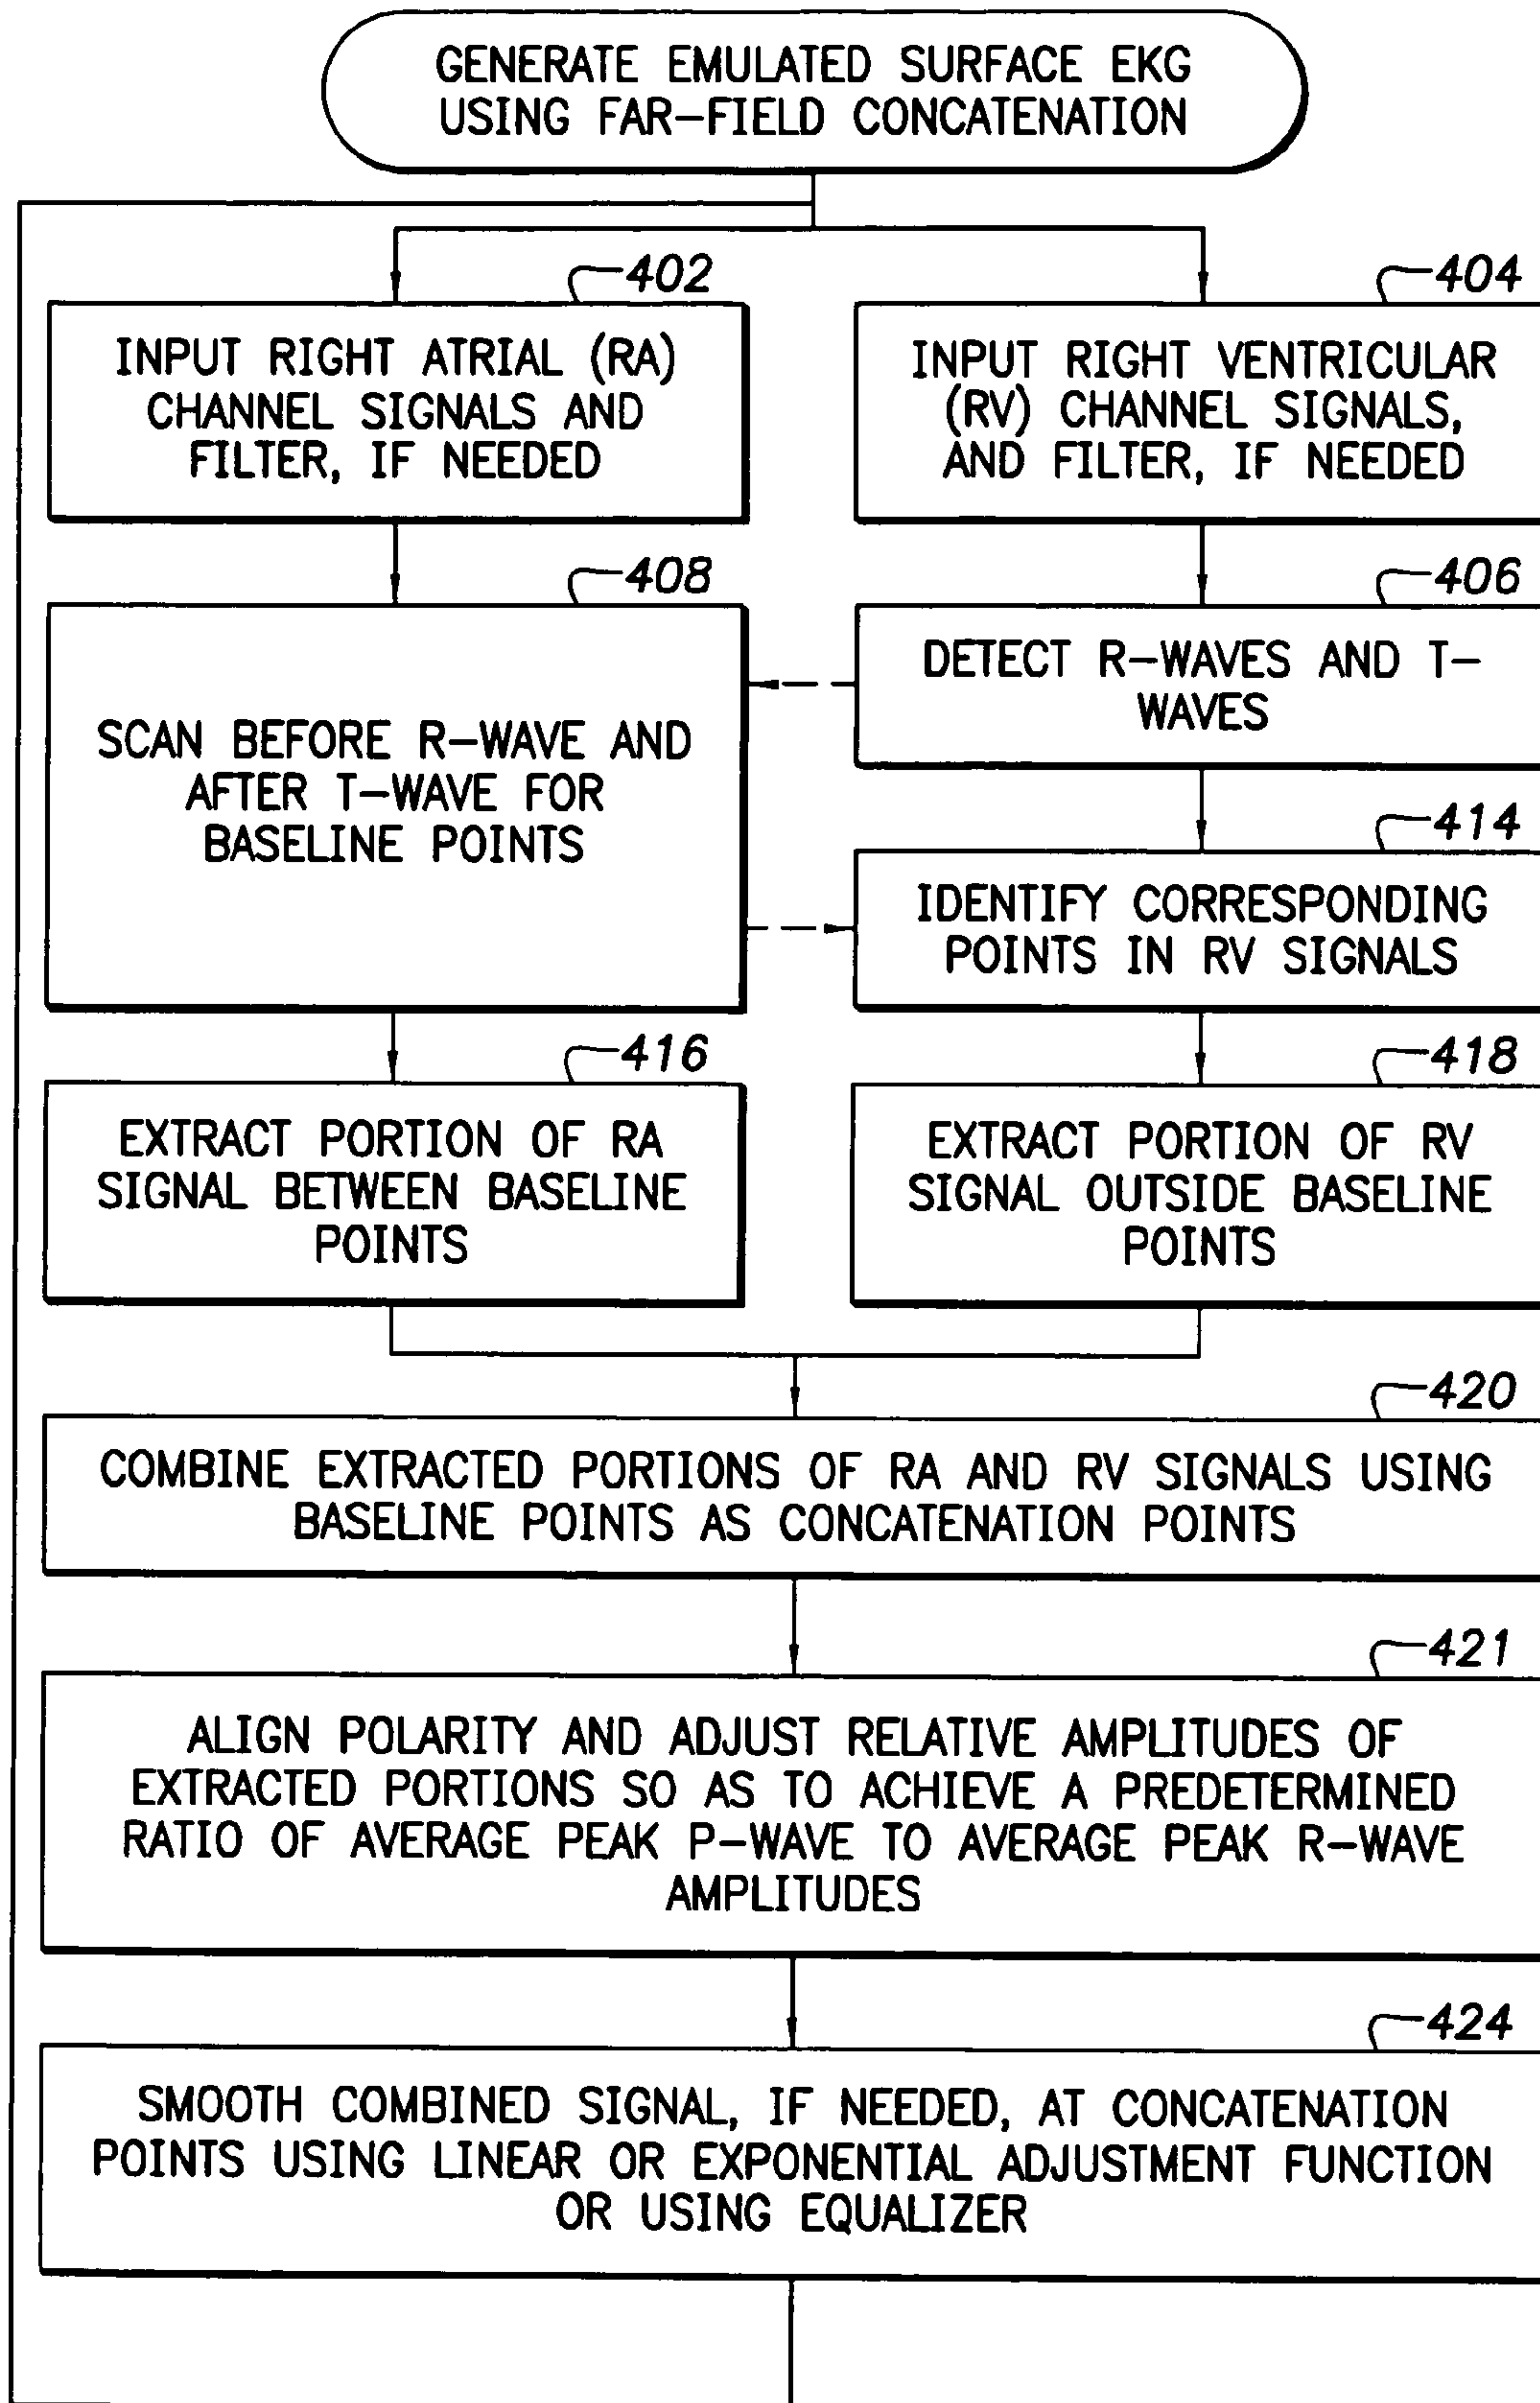 GENERATE EMULATED SURFACE EKG
USING FAR-FIELD CONCATENATION
402
404
INPUT RIGHT ATRIAL (RA)
CHANNEL SIGNALS AND
FILTER, IF NEEDED
INPUT RIGHT VENTRICULAR
(RV) CHANNEL SIGNALS,
AND FILTER, IF NEEDED
408
406
SCAN BEFORE R-WAVE AND
AFTER T-WAVE FOR
BASELINE POINTS
DETECT R-WAVES AND T-
WAVES
414
IDENTIFY CORRESPONDING
POINTS IN RV SIGNALS
416
418
EXTRACT PORTION OF RA
SIGNAL BETWEEN BASELINE
POINTS
EXTRACT PORTION OF RV
SIGNAL OUTSIDE BASELINE
POINTS
420
COMBINE EXTRACTED PORTIONS OF RA AND RV SIGNALS USING
BASELINE POINTS AS CONCATENATION POINTS
421
ALIGN POLARITY AND ADJUST RELATIVE AMPLITUDES OF
EXTRACTED PORTIONS SO AS TO ACHIEVE A PREDETERMINED
RATIO OF AVERAGE PEAK P-WAVE TO AVERAGE PEAK R-WAVE
AMPLITUDES
424
SMOOTH COMBINED SIGNAL, IF NEEDED, AT CONCATENATION
POINTS USING LINEAR OR EXPONENTIAL ADJUSTMENT FUNCTION
OR USING EQUALIZER